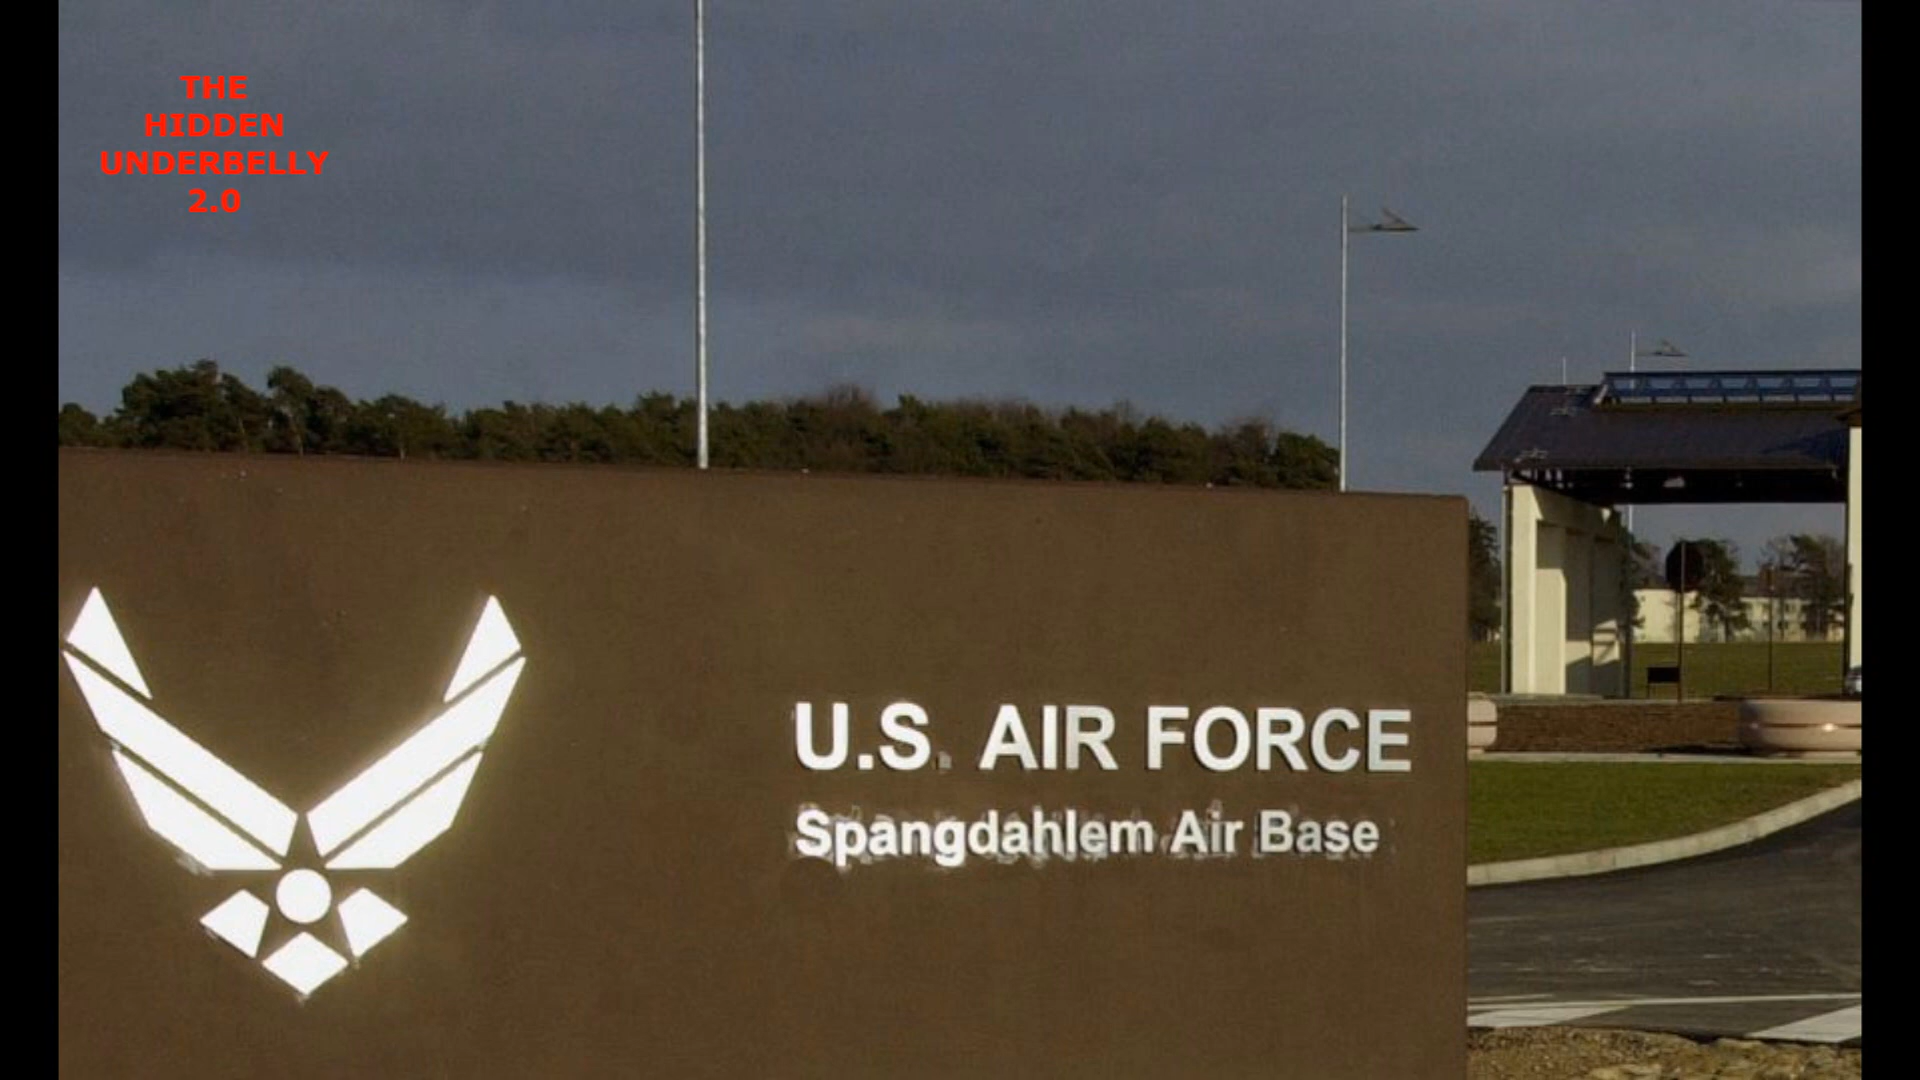 THE
HIDDEN
UNDERBELLY
2.0
U.S. AIR FORCE
Spangdahlem Air Base